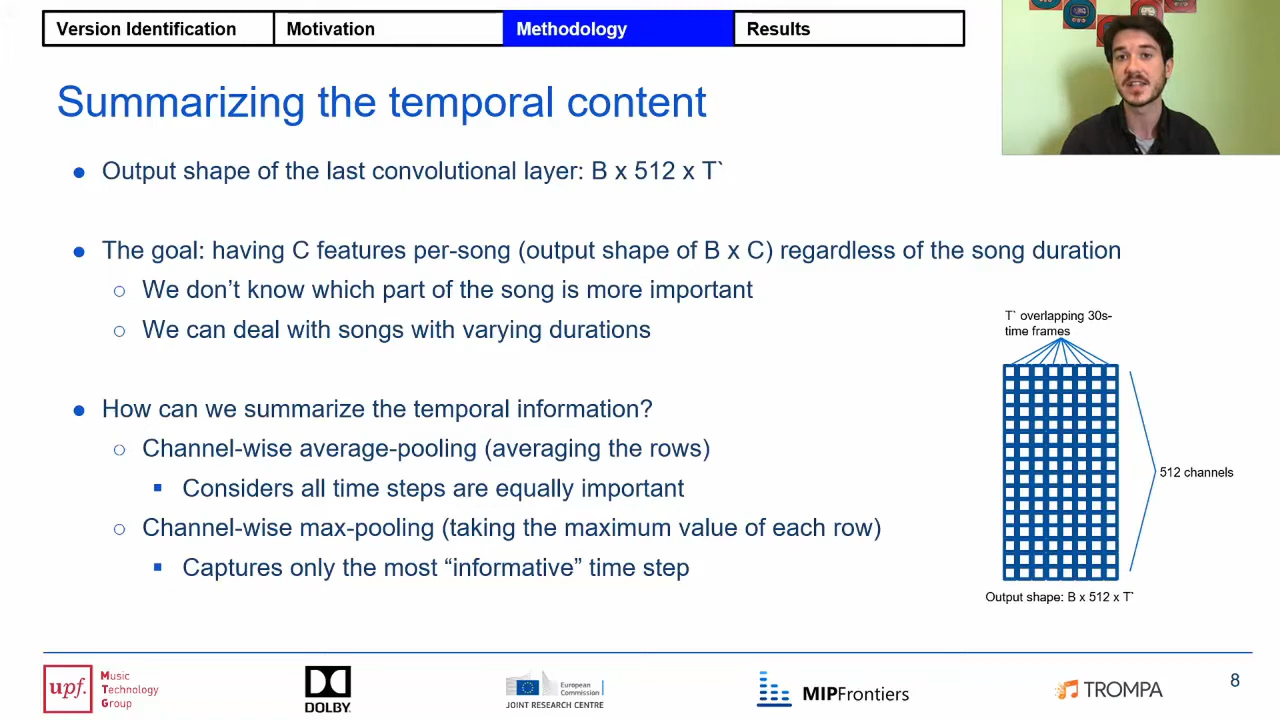 Version Identification
Motivation
Methodology
Results
Summarizing the temporal content
Output shape of the last convolutional layer: B x 512 x T`
The goal: having C features per-song (output shape of B x C) regardless of the song duration
We don’t know which part of the song is more important
We can deal with songs with varying durations
How can we summarize the temporal information?
Channel-wise average-pooling (averaging the rows)
Considers all time steps are equally important
Channel-wise max-pooling (taking the maximum value of each row)
Captures only the most “informative” time step
T` overlapping 30s-
time frames
512 channels
Output shape: B x 512 x T`
upf.
Music
Technology
Group
DOLBY.
European
Commission
JOINT RESEARCH CENTRE
MIPFrontiers
TROMPA
8